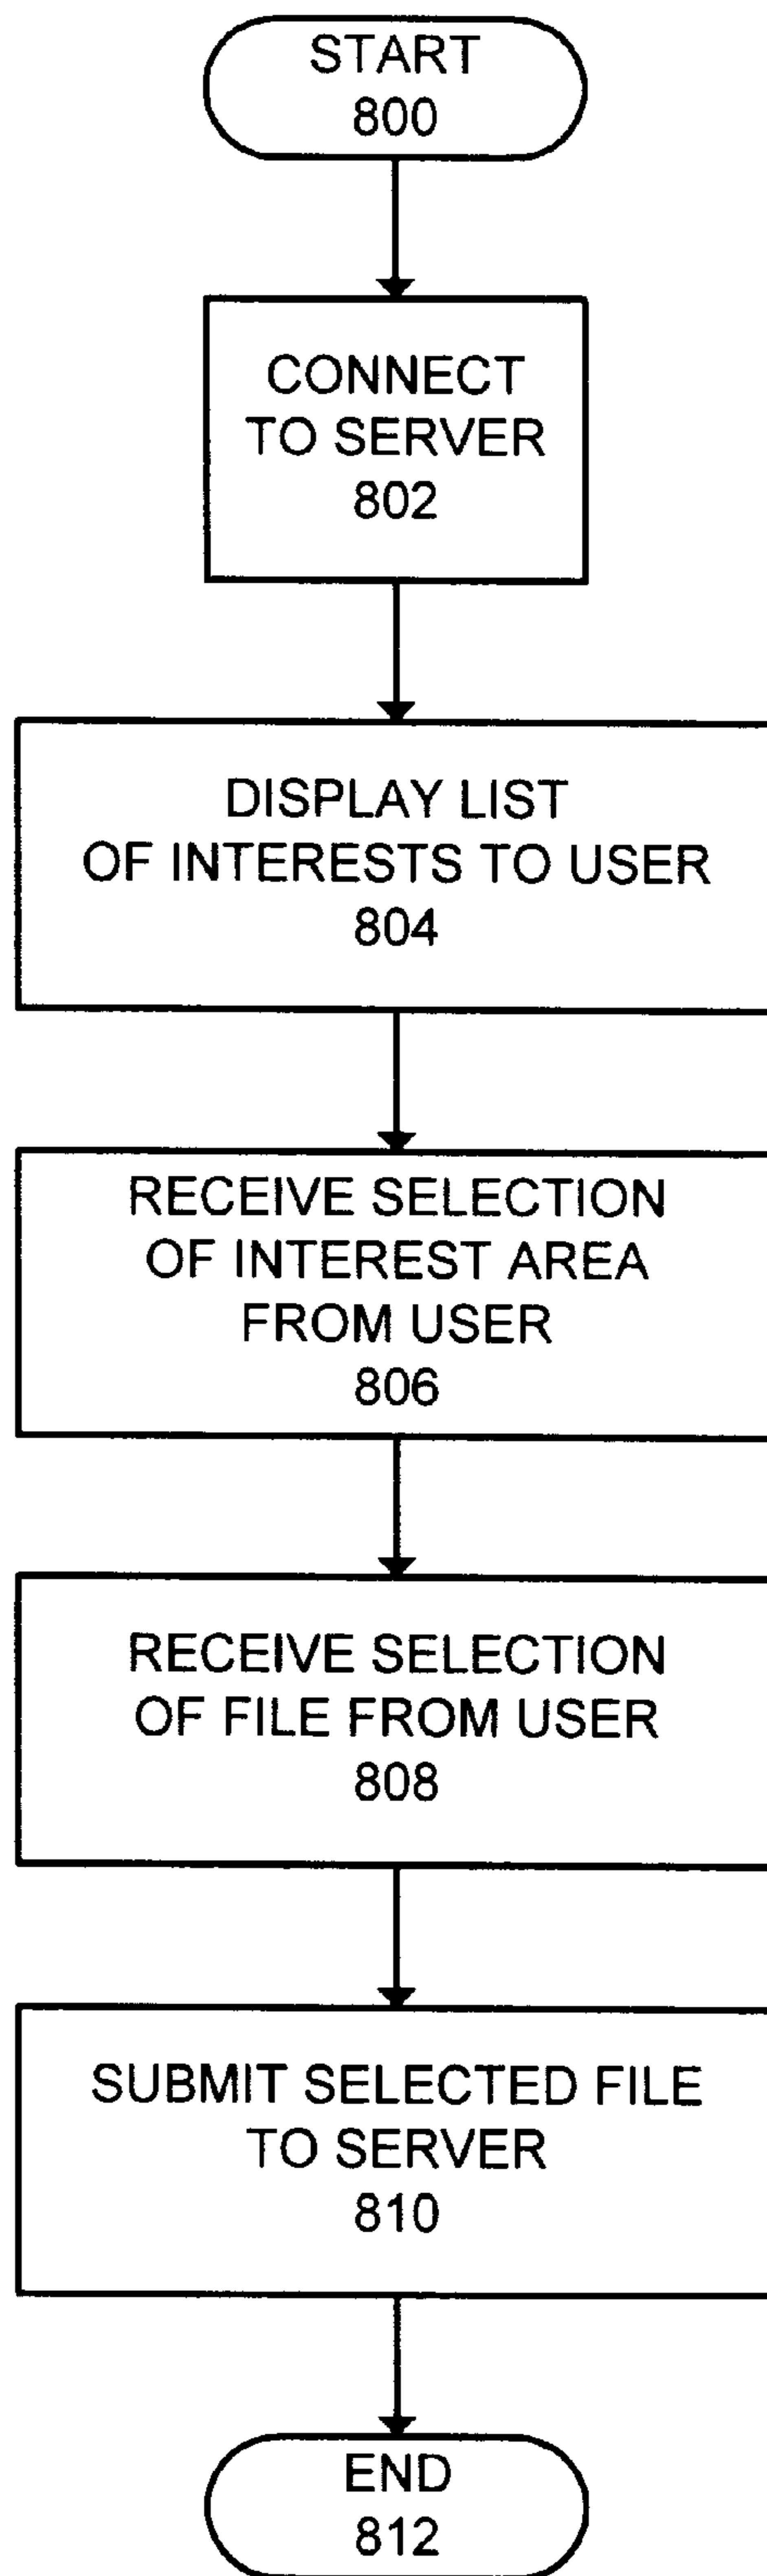 START
800
CONNECT
TO SERVER
802
DISPLAY LIST
OF INTERESTS TO USER
804
RECEIVE SELECTION
OF INTEREST AREA
FROM USER
806
RECEIVE SELECTION
OF FILE FROM USER
808
SUBMIT SELECTED FILE
TO SERVER
810
END
812